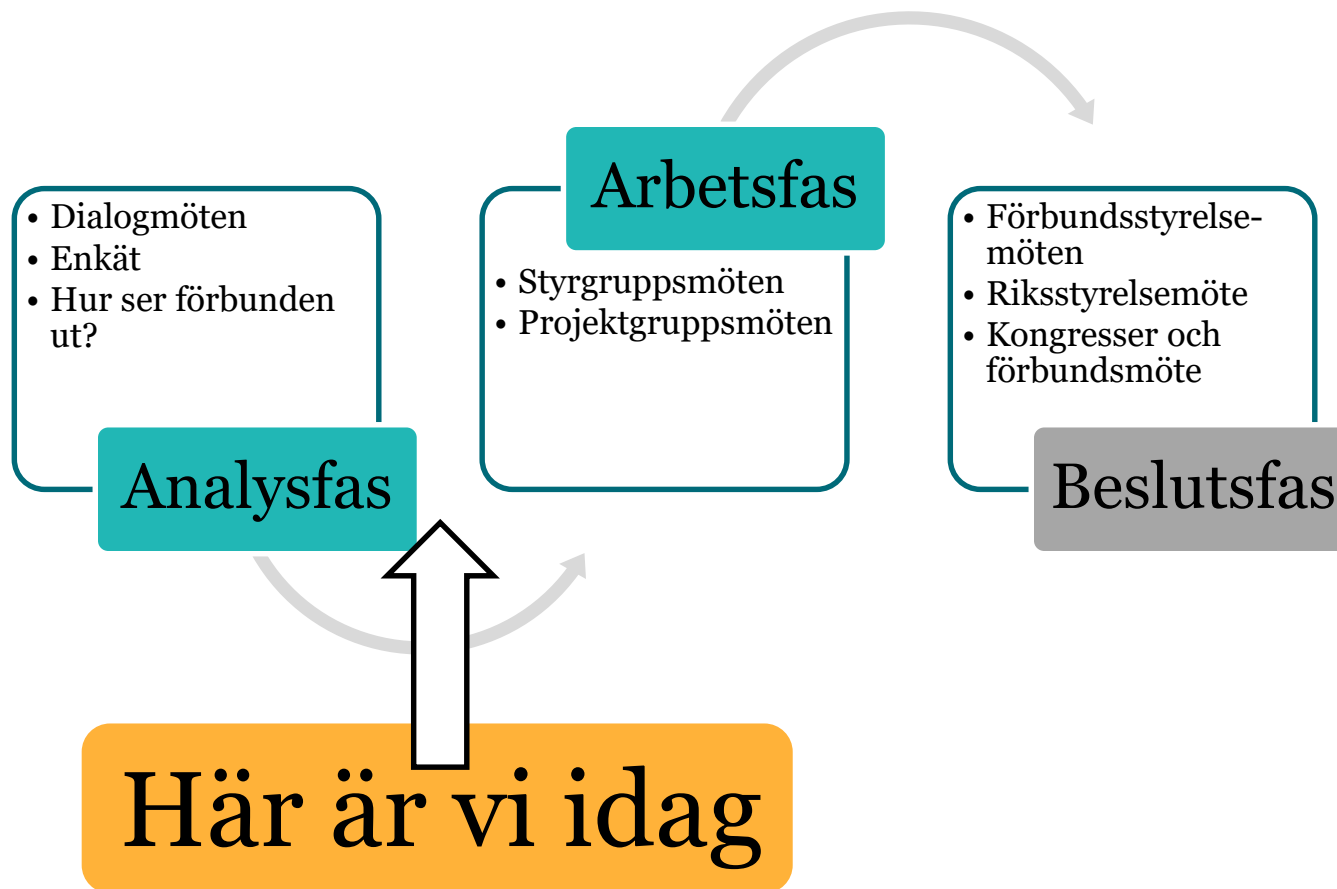 • Dialogmöten
• Enkät
• Hur ser förbunden
ut?
Analysfas
Arbetsfas
• Styrgruppsmöten
• Projektgruppsmöten
• Förbundsstyrelse-
möten
• Riksstyrelsemöte
• Kongresser och
förbundsmöte
Beslutsfas
Här är vi idag